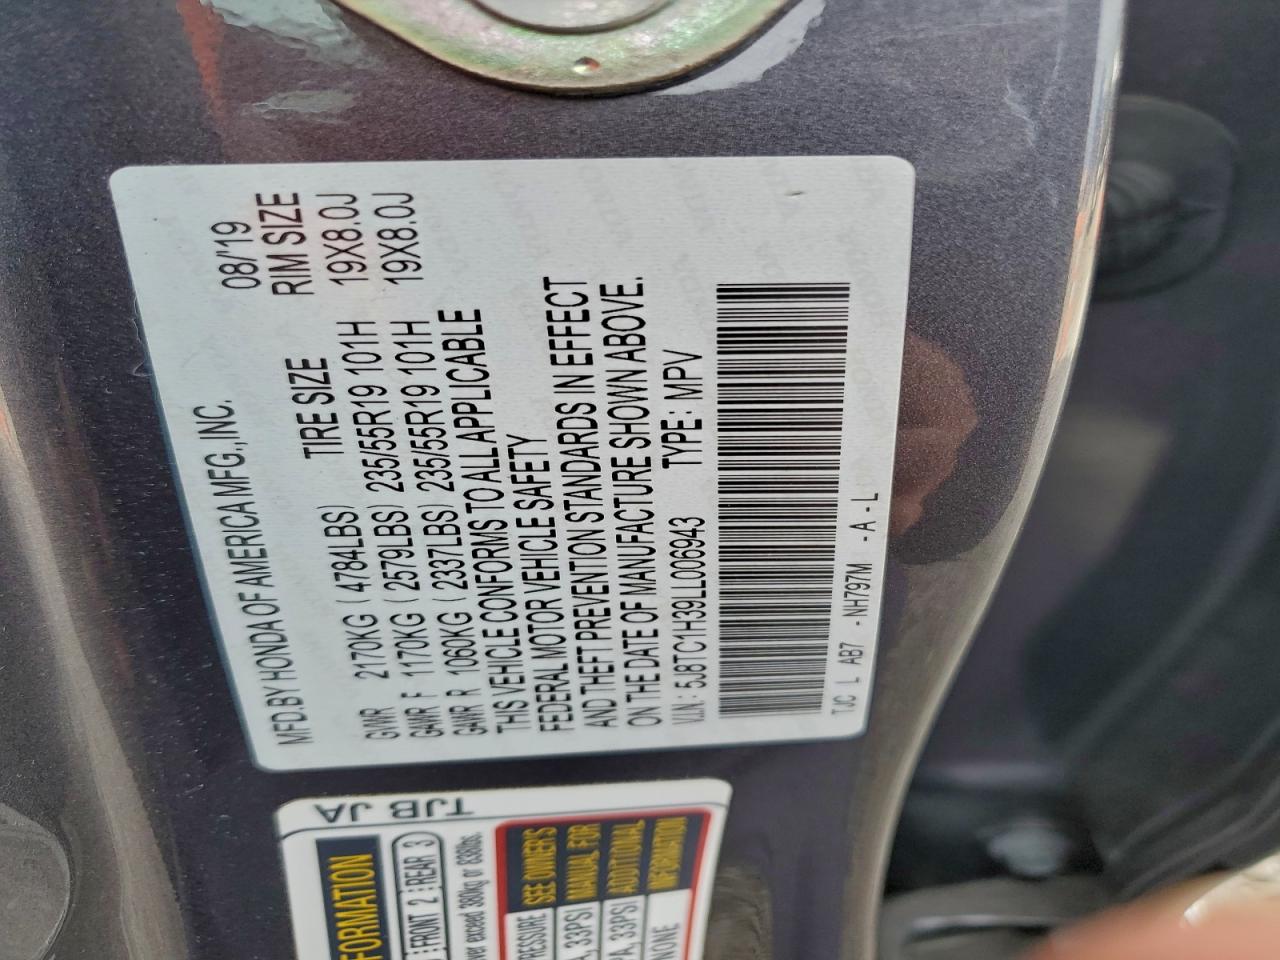 MFD.BY HONDA OF AMERICA MFG.,INC. 08/'19
TIRE SIZE RIM SIZE
GVWR 2170KG ( 4784LBS)
GAWR F 1170KG ( 2579LBS) 235/55R19 101H 19X8.0J
GAWR R 1060KG ( 2337LBS) 235/55R19 101H 19X8.0J
THIS VEHICLE CONFORMS TO ALL APPLICABLE
FEDERAL MOTOR VEHICLE SAFETY
AND THEFT PREVENTION STANDARDS IN EFFECT
ON THE DATE OF MANUFACTURE SHOWN ABOVE.
V.I.N.: 5J8TC1H39LL006943 TYPE: MPV
TJC L AB7 -NH797M -A-L
TJB JA
FORMATION
FRONT 2 REAR 3
ver exceed 380kg or 838lbs.
RESSURE SEE OWNER'S
A, 33PSI MANUAL FOR
PA, 33PSI ADDITIONAL
NONE INFORMATION